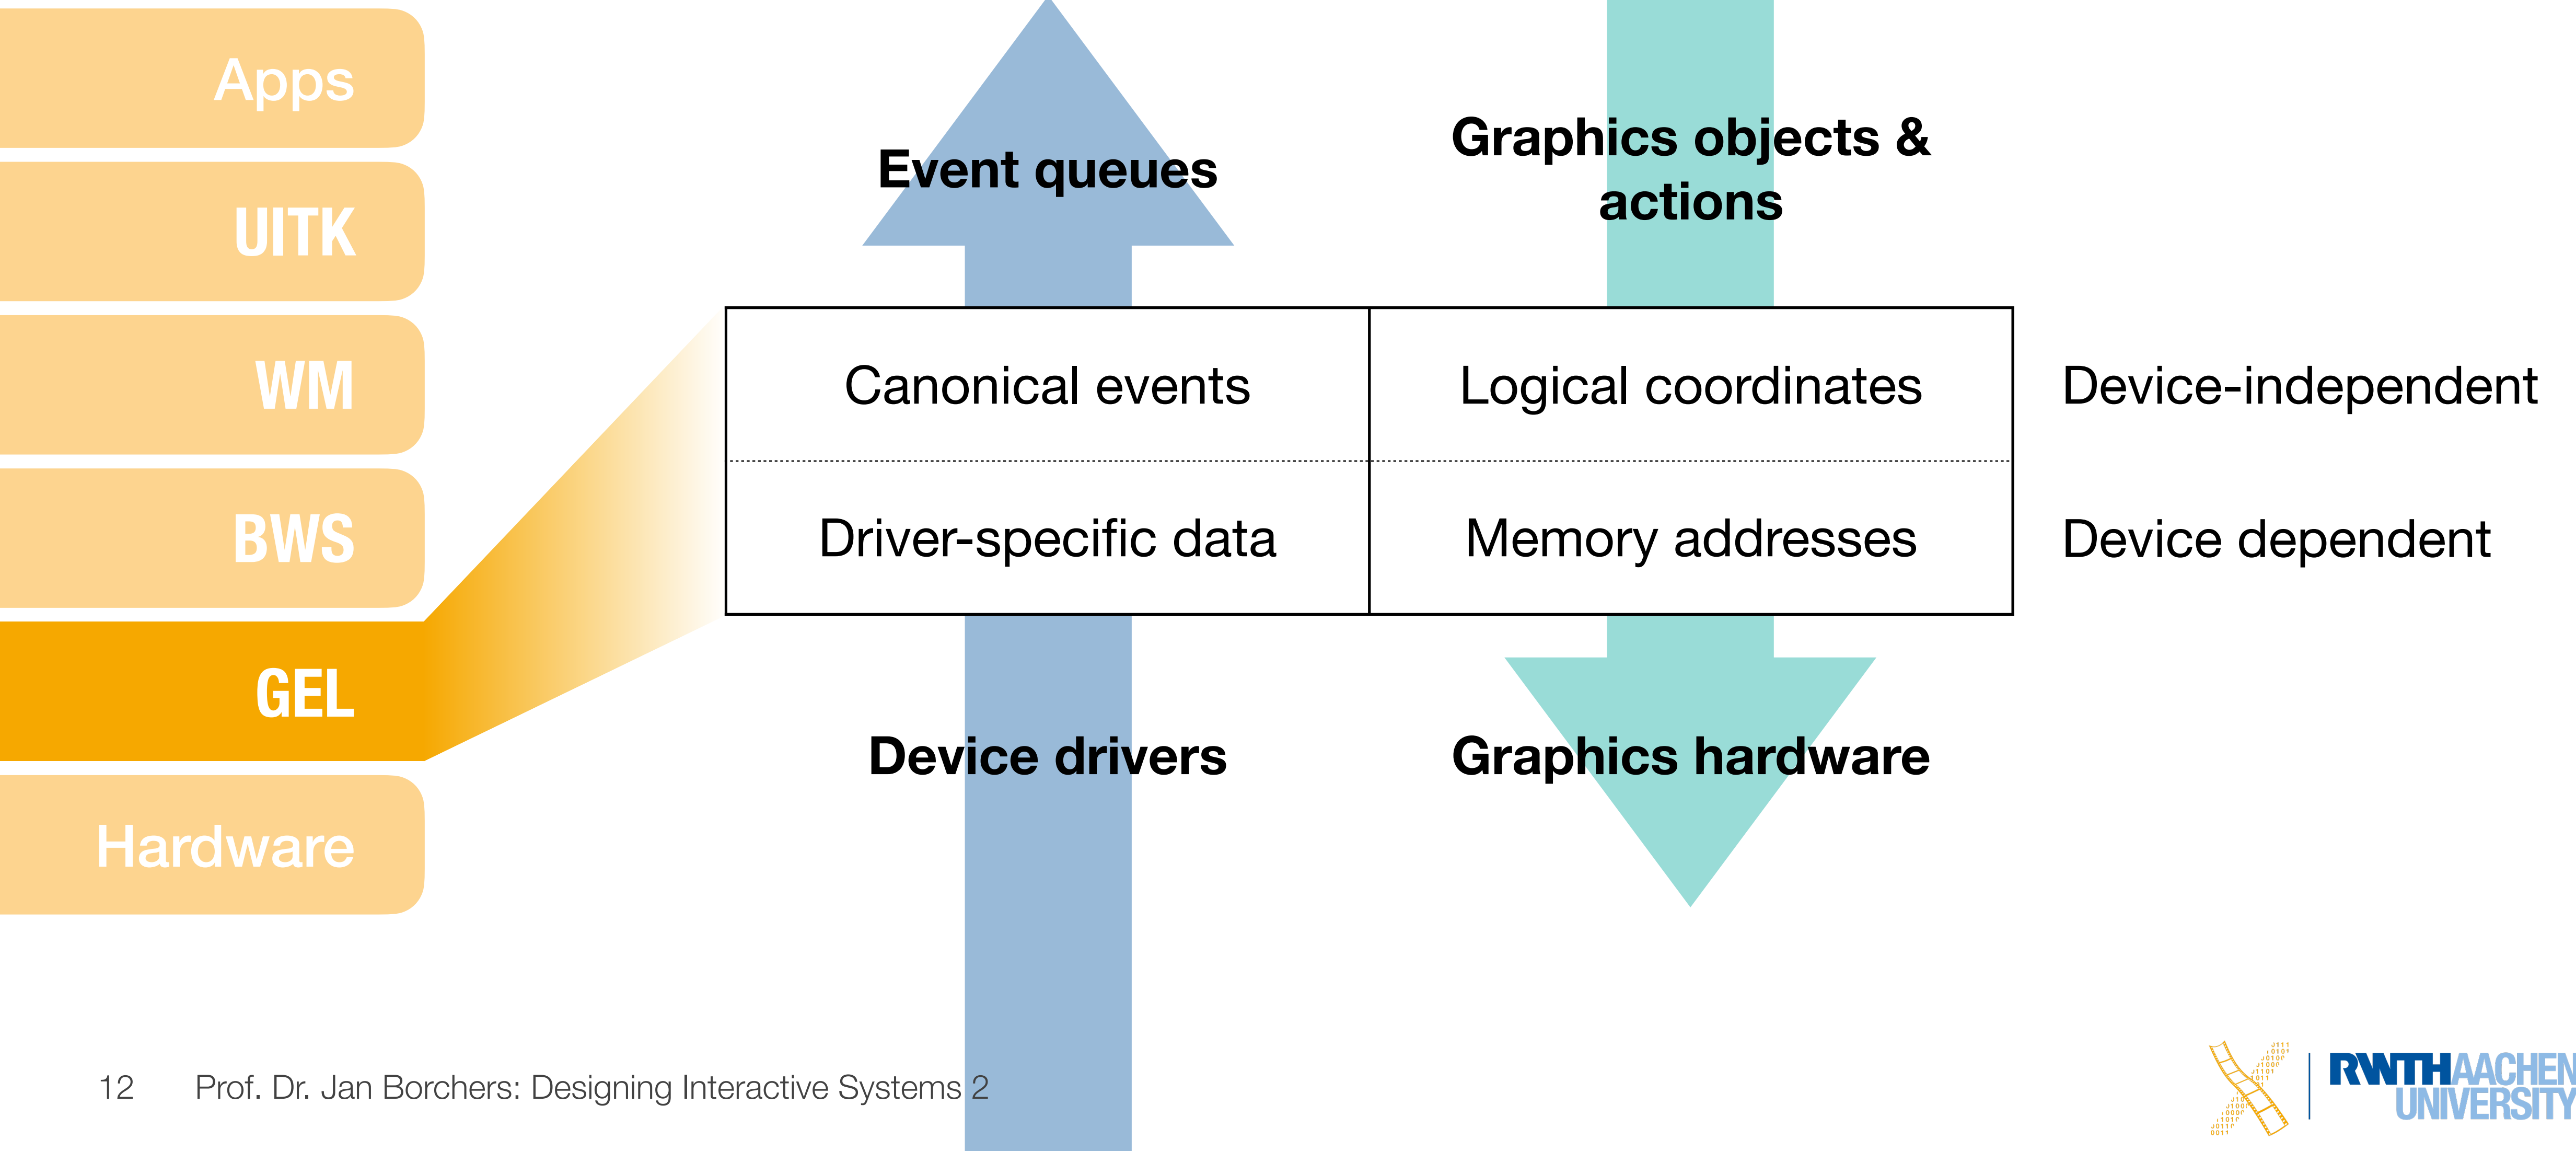 Apps
UITK
WM
BWS
GEL
Hardware
Event queues
Graphics objects &
actions
Canonical events
Logical coordinates
Device-independent
Driver-specific data
Memory addresses
Device dependent
Device drivers
Graphics hardware
12
Prof. Dr. Jan Borchers: Designing Interactive Systems 2
RWTHAACHEN
UNIVERSITY